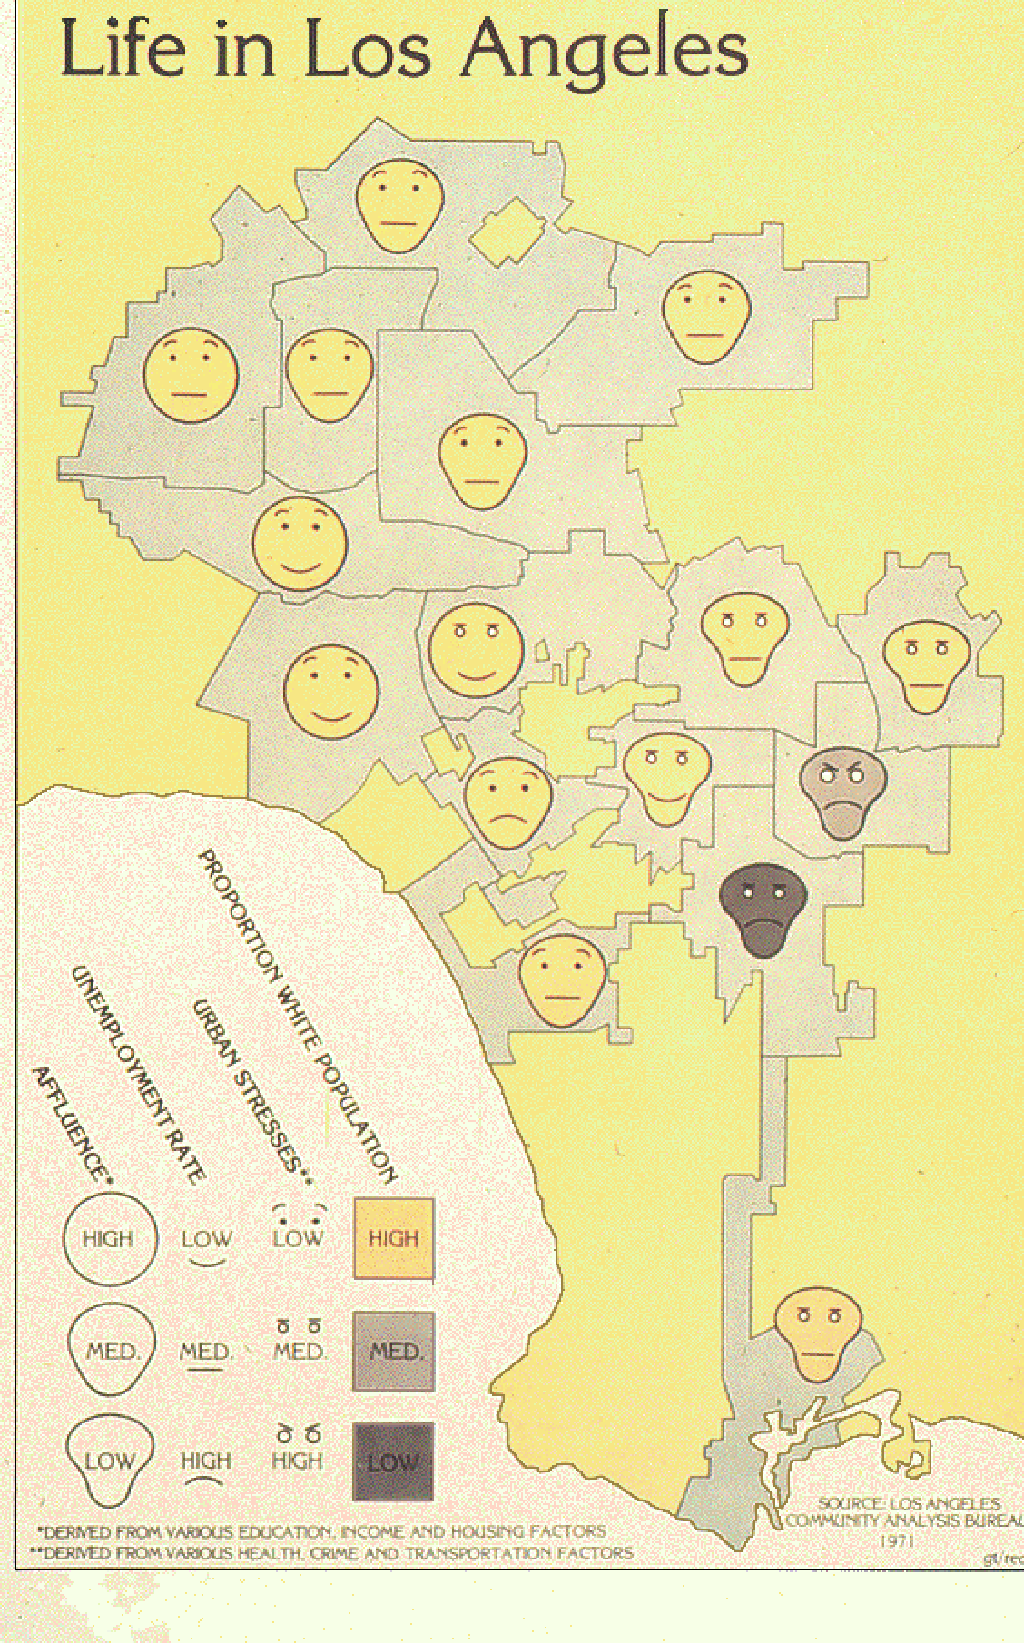 Life in Los Angeles
PROPORTION WHITE POPULATION
UNEMPLOYMENT RATE
URBAN STRESSES**
AFFLUENCE*
HIGH LOW LOW HIGH
MED. MED. MED. MED.
LOW HIGH HIGH LOW
SOURCE: LOS ANGELES
COMMUNITY ANALYSIS BUREAU
1971
*DERIVED FROM VARIOUS EDUCATION, INCOME AND HOUSING FACTORS
**DERIVED FROM VARIOUS HEALTH, CRIME AND TRANSPORTATION FACTORS